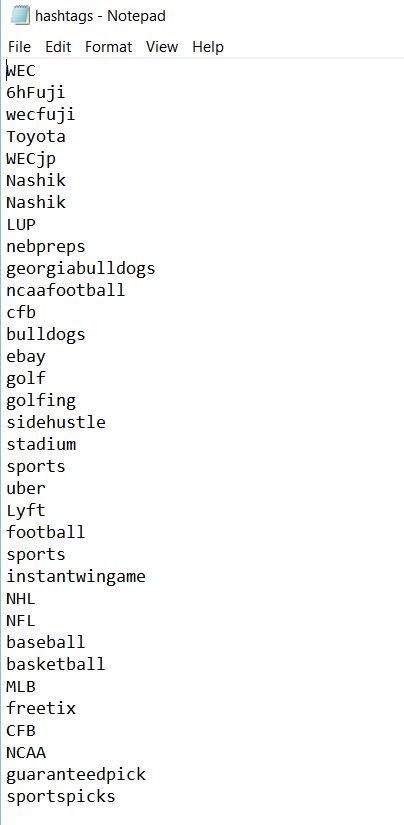 hashtags - Notepad
File Edit Format View Help
WEC
6hFuji
wecfuji
Toyota
WECjp
Nashik
Nashik
LUP
nebpreps
georgiabulldogs
ncaafootball
cfb
bulldogs
ebay
golf
golfing
sidehustle
stadium
sports
uber
Lyft
football
sports
instantwingame
NHL
NFL
baseball
basketball
MLB
freetix
CFB
NCAA
guaranteedpick
sportspicks